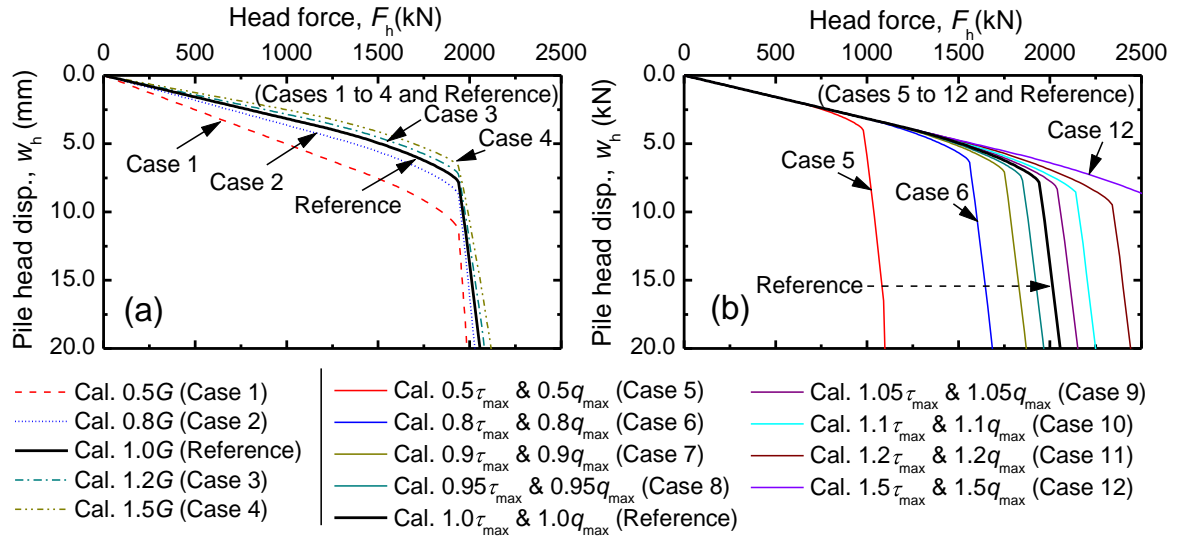 Head force, F_h(kN)
0 500 1000 1500 2000 2500
Pile head disp., w_h (mm)
0.0
5.0
10.0
15.0
20.0
(Cases 1 to 4 and Reference)
Case 3
Case 4
Case 1
Case 2
Reference
(a)
Head force, F_h(kN)
0 500 1000 1500 2000 2500
Pile head disp., w_h (kN)
0.0
5.0
10.0
15.0
20.0
(Cases 5 to 12 and Reference)
Case 12
Case 5
Case 6
Reference
(b)
Cal. 0.5G (Case 1)
Cal. 0.8G (Case 2)
Cal. 1.0G (Reference)
Cal. 1.2G (Case 3)
Cal. 1.5G (Case 4)
Cal. 0.5τ_max & 0.5q_max (Case 5)
Cal. 0.8τ_max & 0.8q_max (Case 6)
Cal. 0.9τ_max & 0.9q_max (Case 7)
Cal. 0.95τ_max & 0.95q_max (Case 8)
Cal. 1.0τ_max & 1.0q_max (Reference)
Cal. 1.05τ_max & 1.05q_max (Case 9)
Cal. 1.1τ_max & 1.1q_max (Case 10)
Cal. 1.2τ_max & 1.2q_max (Case 11)
Cal. 1.5τ_max & 1.5q_max (Case 12)